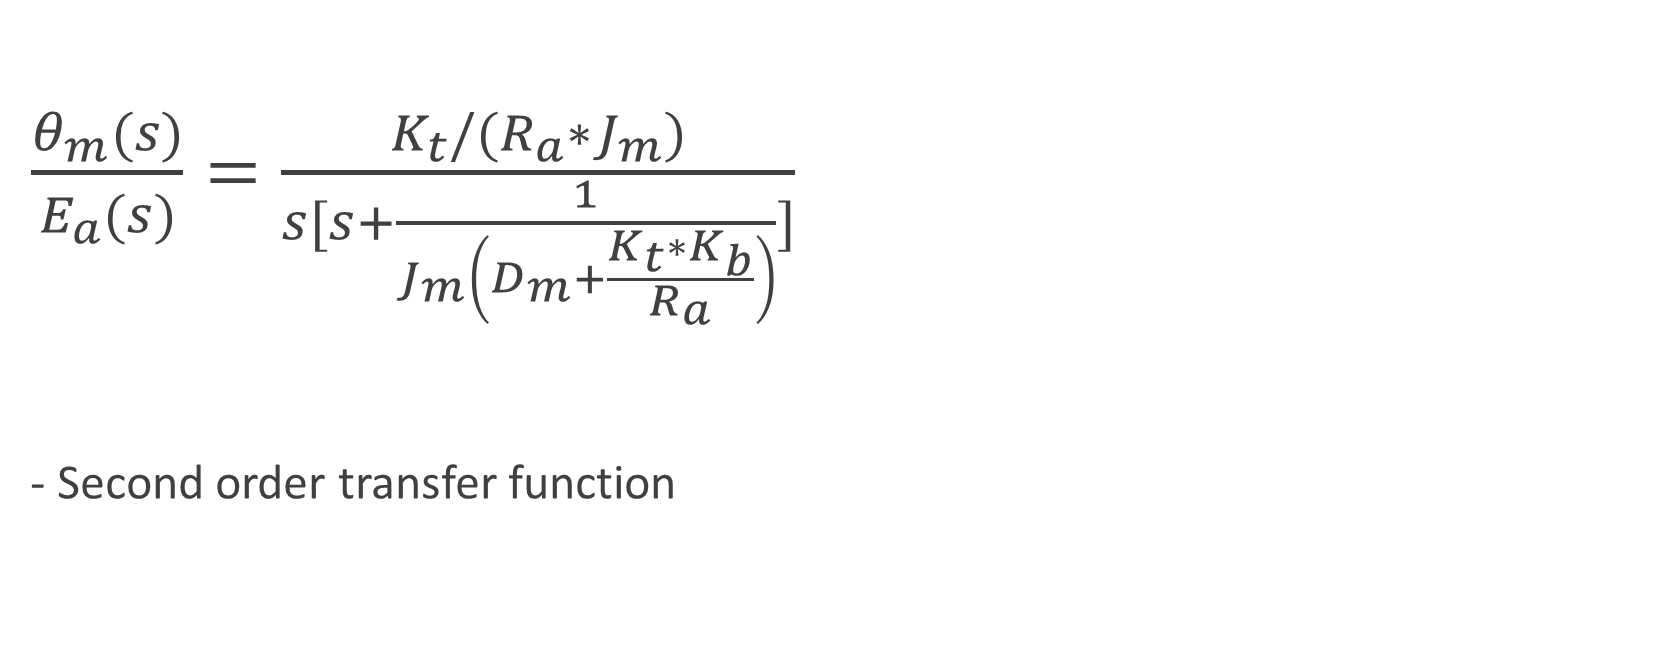 θm(s)/Ea(s) = Kt/(Ra*Jm) / s[s+1/Jm(Dm+Kt*Kb/Ra)]
- Second order transfer function